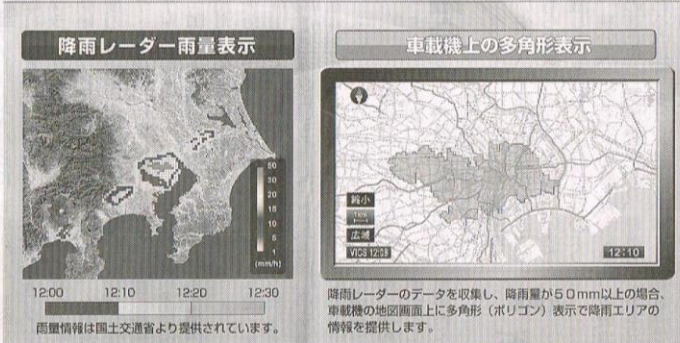 降雨レーダー雨量表示
50
30
20
15
10
5
1
(mm/h)
12:00 12:10 12:20 12:30
雨量情報は国土交通省より提供されています。
車載機上の多角形表示
縮小
広域
VICS 12:08
12:10
降雨レーダーのデータを収集し、降雨量が50mm以上の場合、
車載機の地図画面上に多角形（ポリゴン）表示で降雨エリアの
情報を提供します。